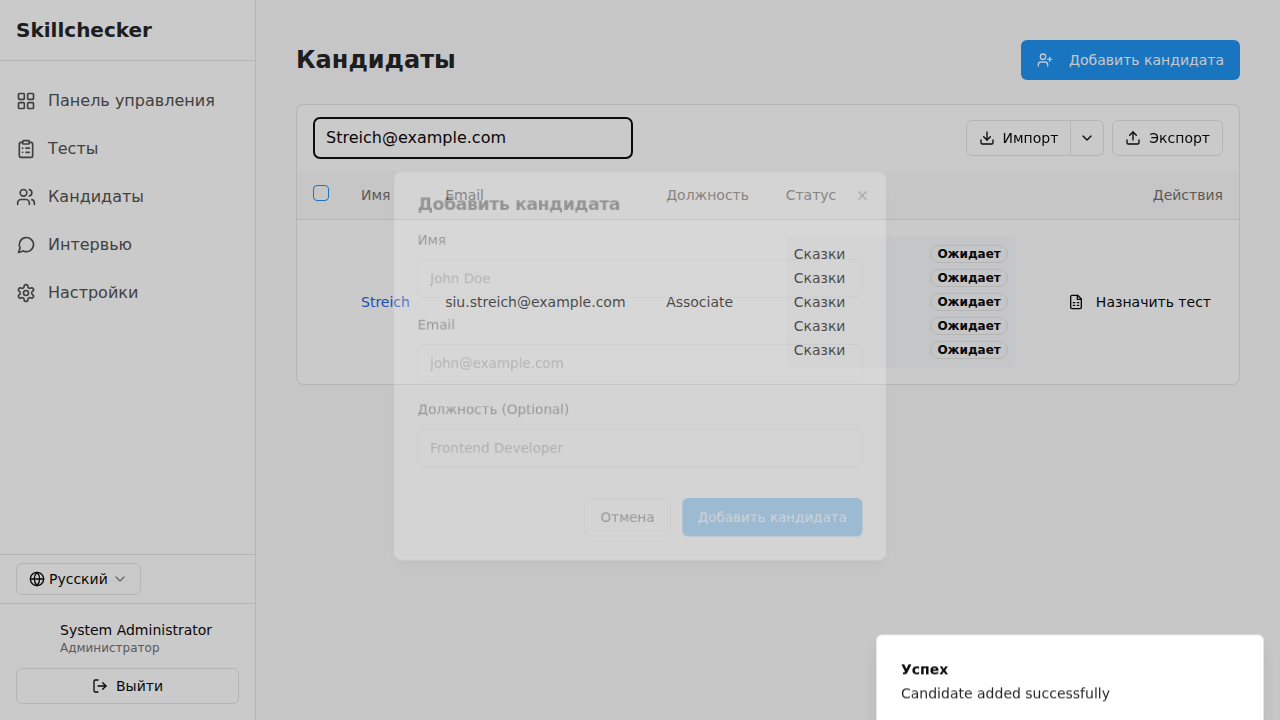 Skillchecker
Панель управления
Тесты
Кандидаты
Интервью
Настройки
Русский
System Administrator
Администратор
Выйти
Кандидаты
Добавить кандидата
Streich@example.com
Импорт
Экспорт
Имя Email Должность Статус Действия
Streich siu.streich@example.com Associate
Сказки Ожидает
Сказки Ожидает
Сказки Ожидает
Сказки Ожидает
Сказки Ожидает
Назначить тест
Добавить кандидата
Имя
John Doe
Email
john@example.com
Должность (Optional)
Frontend Developer
Отмена
Добавить кандидата
Успех
Candidate added successfully